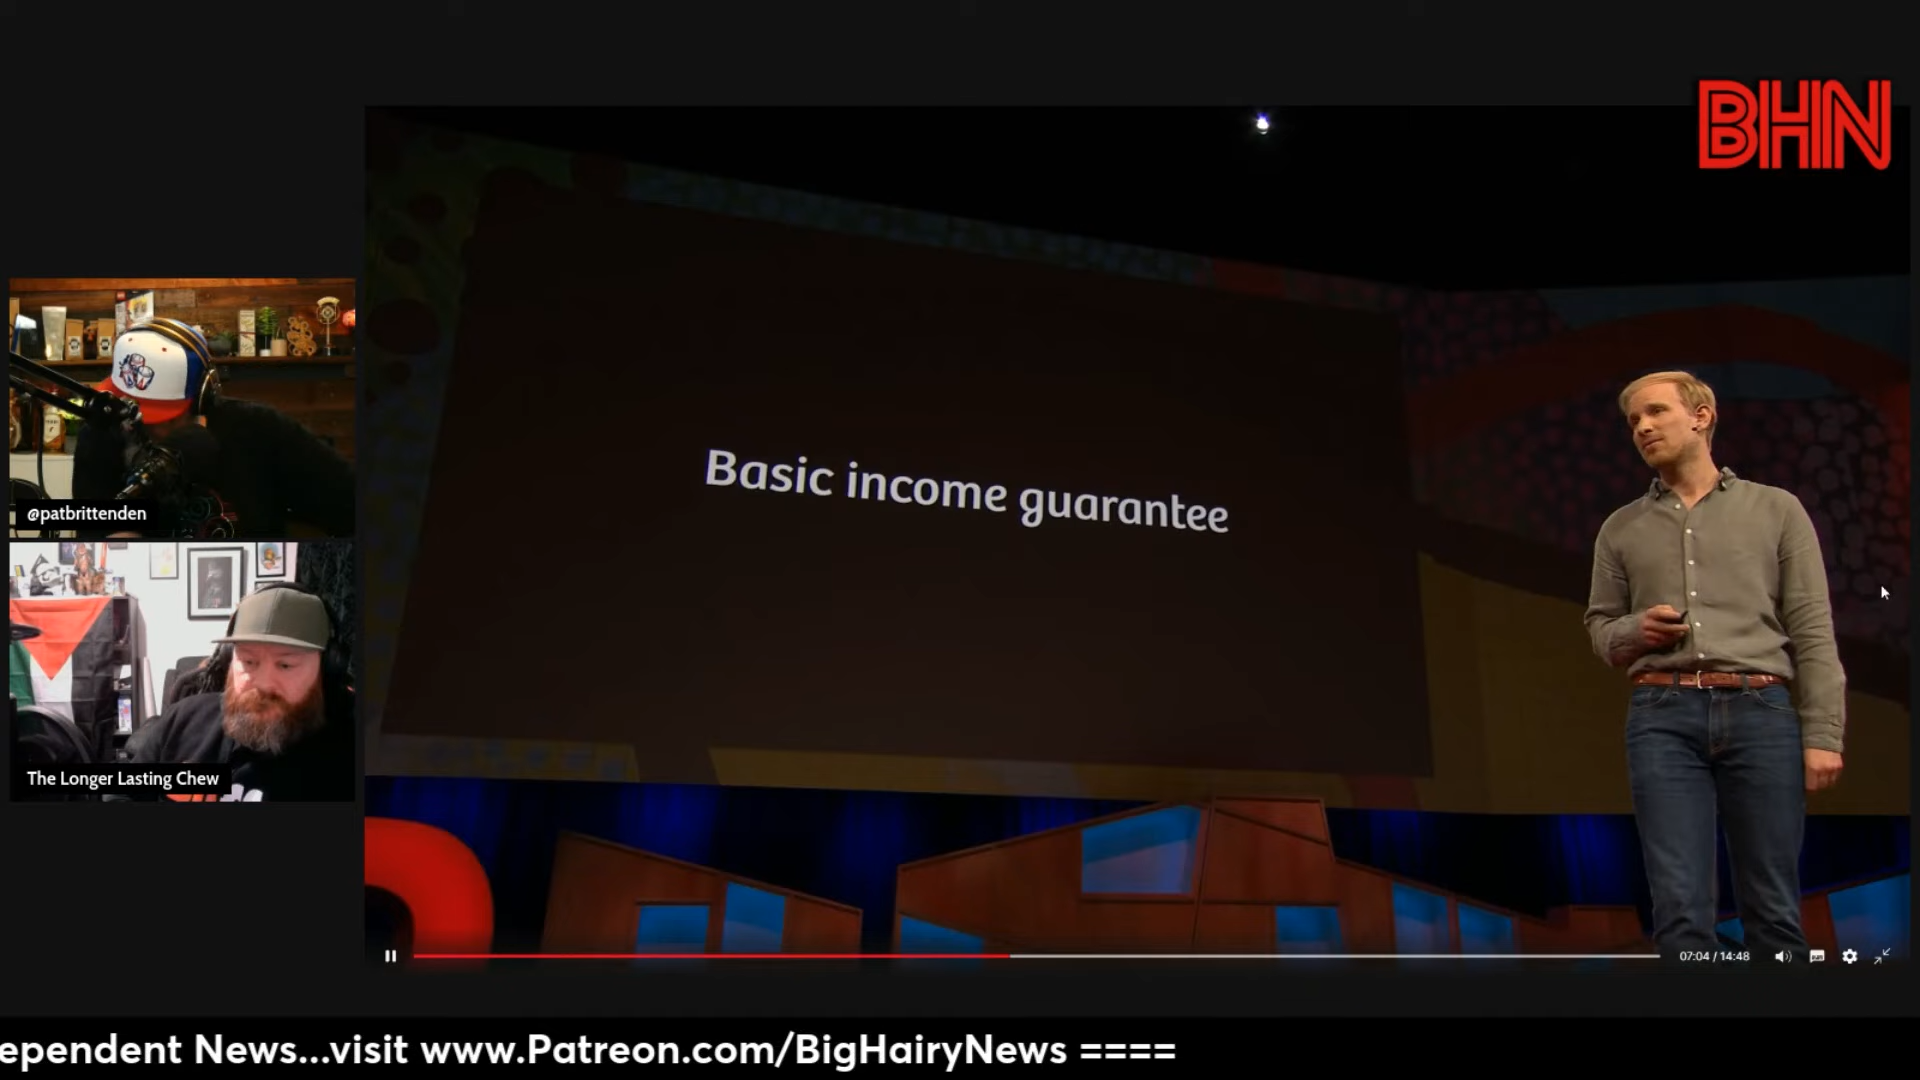 BHN
Basic income guarantee
@patbrittenden
The Longer Lasting Chew
07:04 / 14:48
ependent News...visit www.Patreon.com/BigHairyNews ====